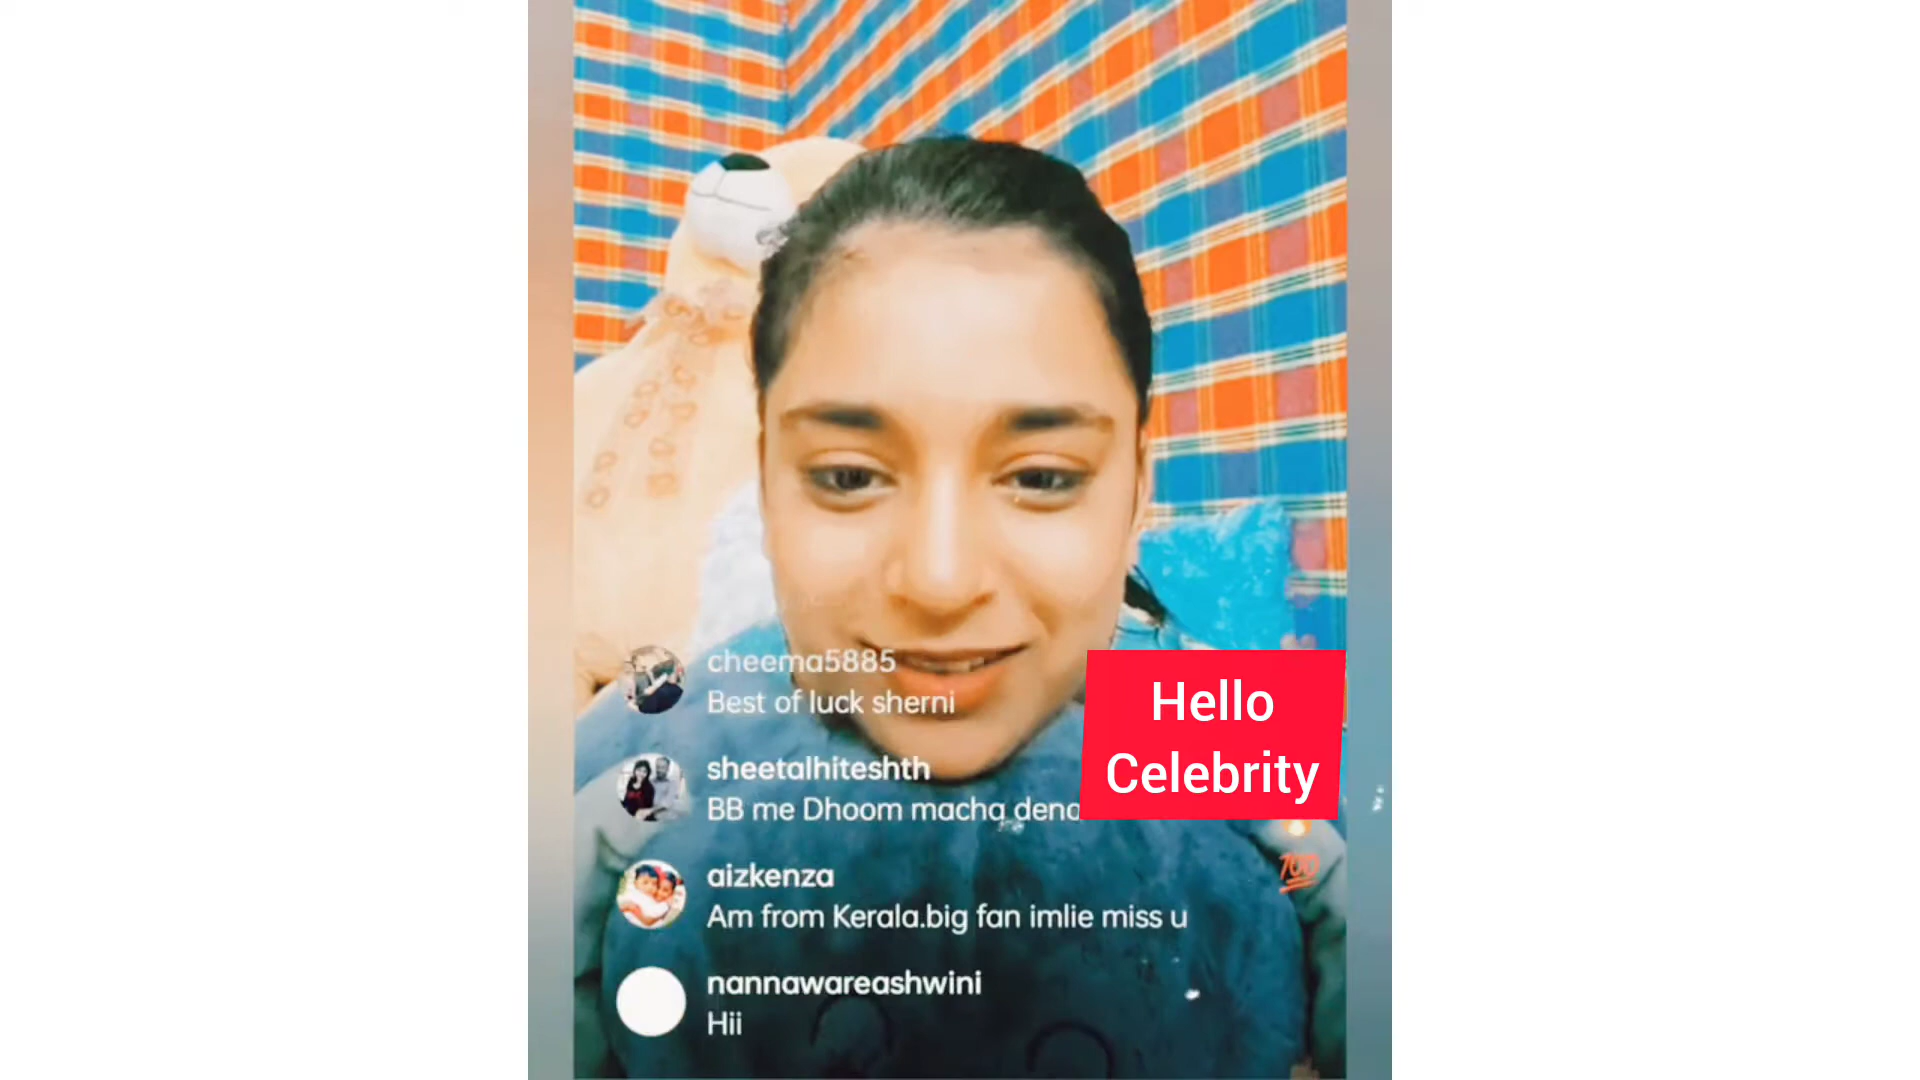 cheema5885
Best of luck sherni
sheetalhiteshth
BB me Dhoom macha dena
aizkenza
Am from Kerala.big fan imlie miss u
nannawareashwini
Hii
Hello
Celebrity
💯